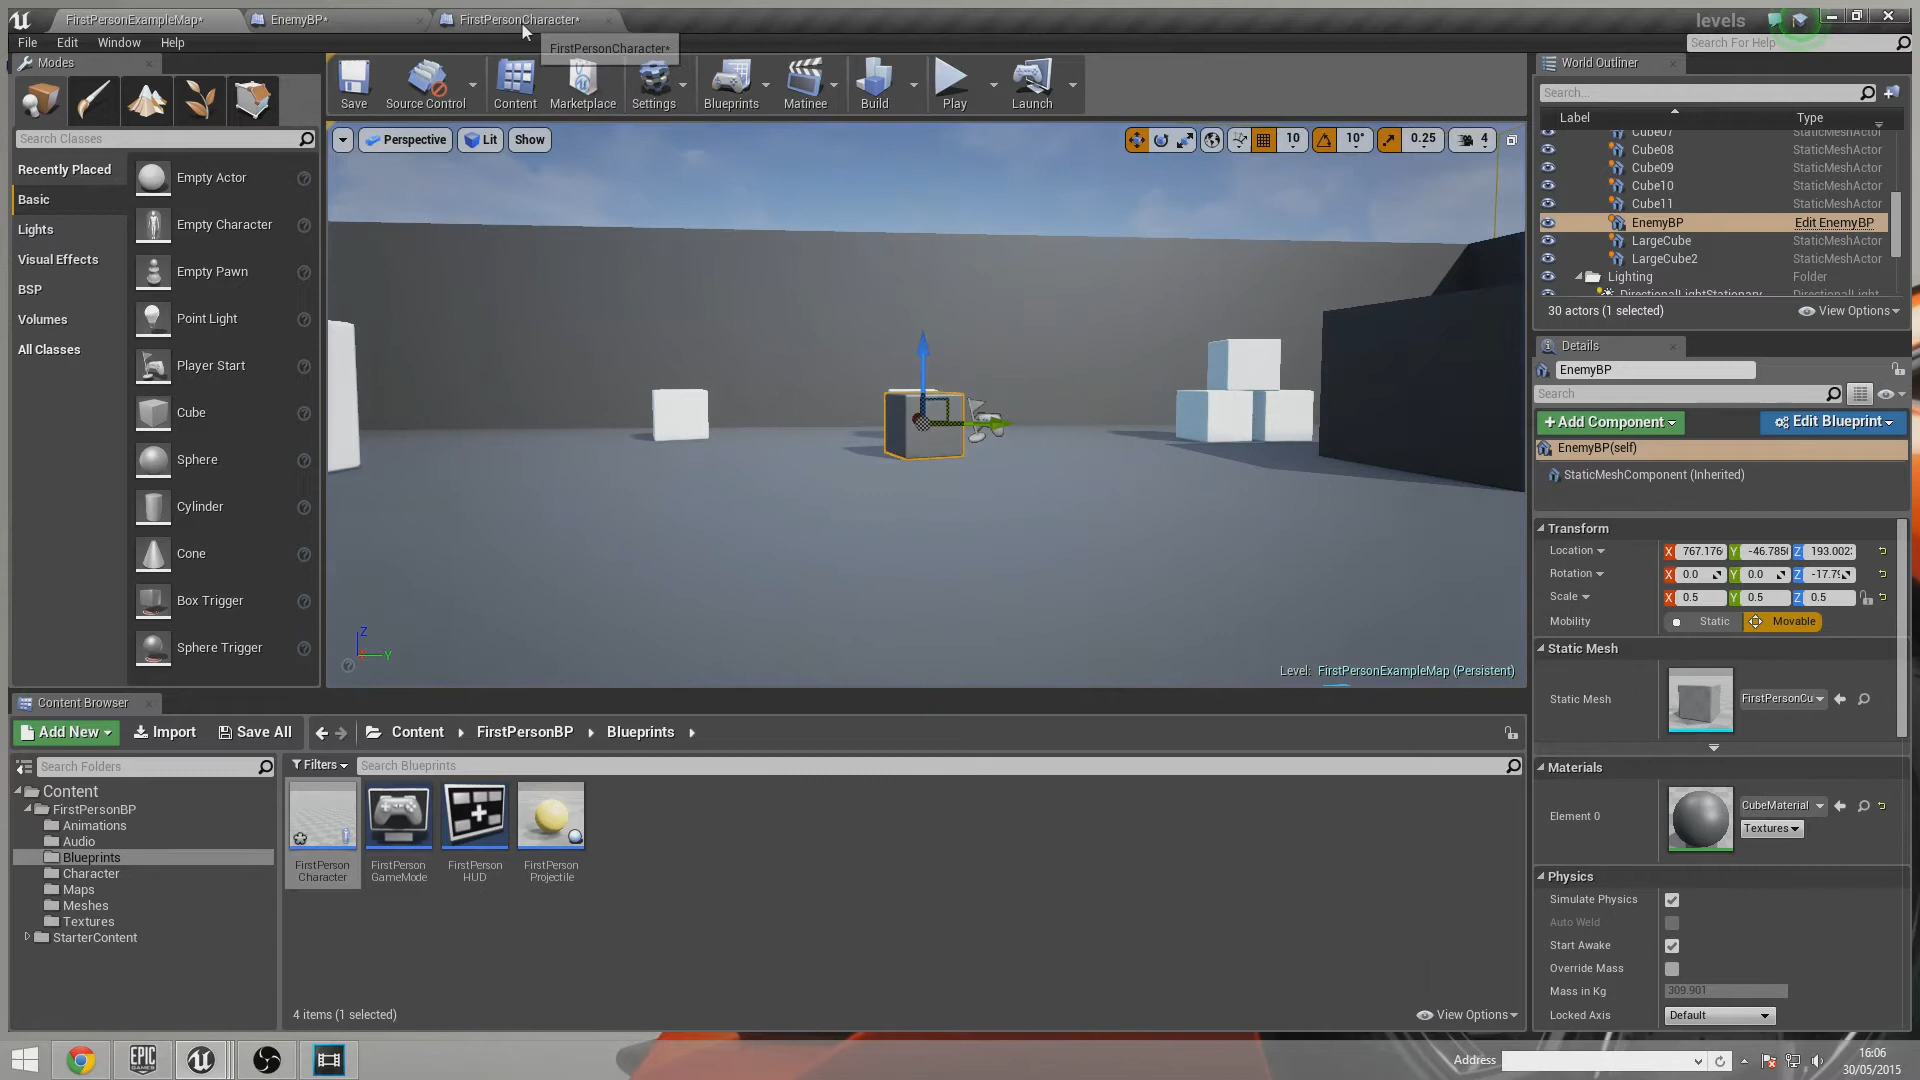 FirstPersonExampleMap*
EnemyBP*
FirstPersonCharacter*
levels
File Edit Window Help
FirstPersonCharacter*
Search For Help
Modes
Save
Source Control
Content
Marketplace
Settings
Blueprints
Matinee
Build
Play
Launch
World Outliner
Search Classes
Search...
Label
Type
Perspective
Lit
Show
10
10°
0.25
4
Recently Placed
Basic
Lights
Visual Effects
BSP
Volumes
All Classes
Empty Actor
Empty Character
Empty Pawn
Point Light
Player Start
Cube
Sphere
Cylinder
Cone
Box Trigger
Sphere Trigger
Cube07 StaticMeshActor
Cube08 StaticMeshActor
Cube09 StaticMeshActor
Cube10 StaticMeshActor
Cube11 StaticMeshActor
EnemyBP Edit EnemyBP
LargeCube StaticMeshActor
LargeCube2 StaticMeshActor
Lighting Folder
DirectionalLightStationary DirectionalLight
30 actors (1 selected)
View Options
Details
EnemyBP
Search
+Add Component
Edit Blueprint
EnemyBP(self)
StaticMeshComponent (Inherited)
Transform
Location X 767.176 Y -46.785 Z 193.002
Rotation X 0.0 Y 0.0 Z -17.79
Scale X 0.5 Y 0.5 Z 0.5
Mobility Static Movable
Static Mesh
Static Mesh FirstPersonCu
Materials
Element 0 CubeMaterial
Textures
Physics
Simulate Physics
Auto Weld
Start Awake
Override Mass
Mass in Kg 309.901
Locked Axis Default
Z
Y
Level: FirstPersonExampleMap (Persistent)
Content Browser
Add New
Import
Save All
Content
FirstPersonBP
Blueprints
Search Folders
Filters
Search Blueprints
Content
FirstPersonBP
Animations
Audio
Blueprints
Character
Maps
Meshes
Textures
StarterContent
FirstPerson Character
FirstPerson GameMode
FirstPerson HUD
FirstPerson Projectile
4 items (1 selected)
View Options
EPIC GAMES
Address
16:06
30/05/2015